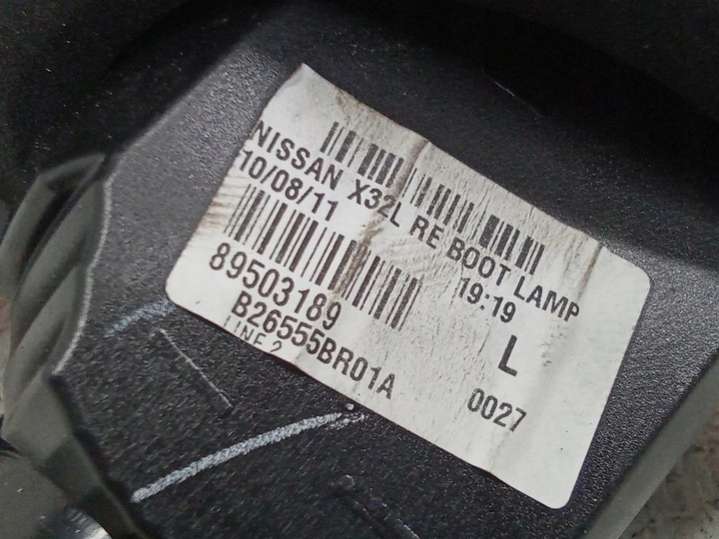 NISSAN X32L RE BOOT LAMP
10/08/11 19:19
89503189 L
B26555BR01A 0027
LINE 2